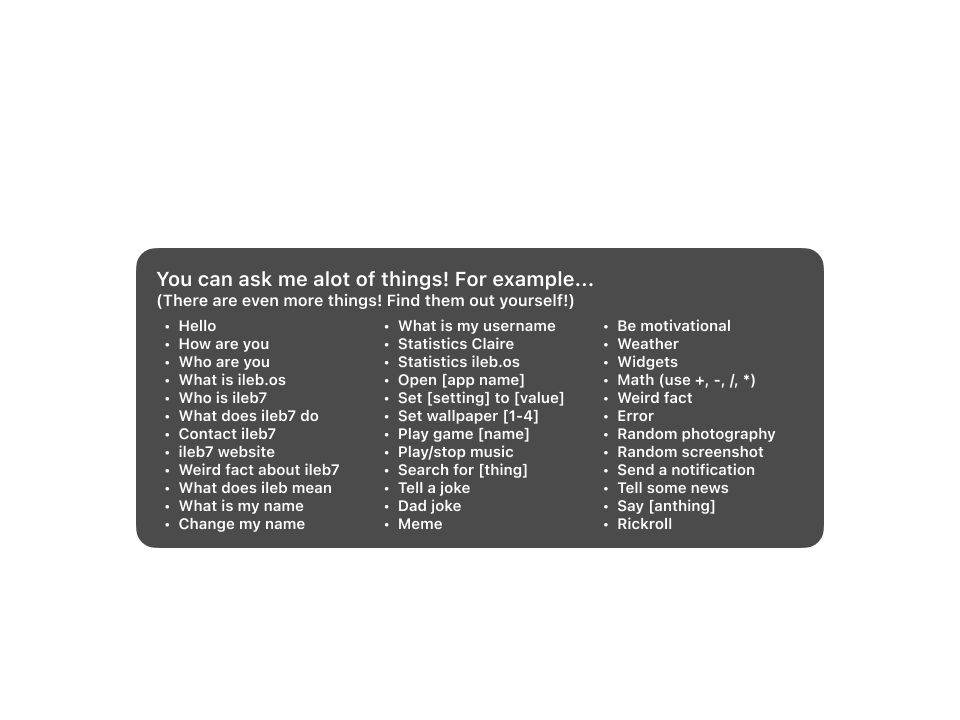 You can ask me alot of things! For example...
(There are even more things! Find them out yourself!)
• Hello
• How are you
• Who are you
• What is ileb.os
• Who is ileb7
• What does ileb7 do
• Contact ileb7
• ileb7 website
• Weird fact about ileb7
• What does ileb mean
• What is my name
• Change my name
• What is my username
• Statistics Claire
• Statistics ileb.os
• Open [app name]
• Set [setting] to [value]
• Set wallpaper [1-4]
• Play game [name]
• Play/stop music
• Search for [thing]
• Tell a joke
• Dad joke
• Meme
• Be motivational
• Weather
• Widgets
• Math (use +, -, /, *)
• Weird fact
• Error
• Random photography
• Random screenshot
• Send a notification
• Tell some news
• Say [anthing]
• Rickroll